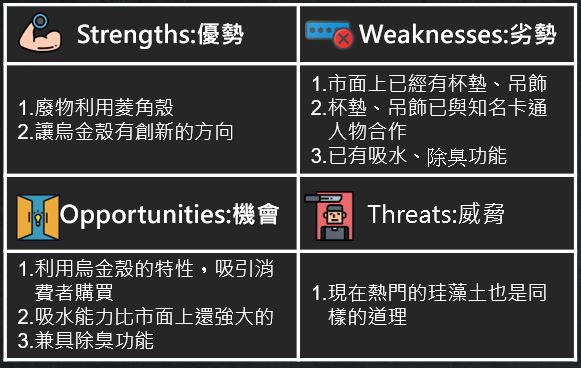 Strengths:優勢
1.廢物利用菱角殼
2.讓烏金殼有創新的方向
Weaknesses:劣勢
1.市面上已經有杯墊、吊飾
2.杯墊、吊飾已與知名卡通
人物合作
3.已有吸水、除臭功能
Opportunities:機會
1.利用烏金殼的特性，吸引消
費者購買
2.吸水能力比市面上還強大的
3.兼具除臭功能
Threats:威脅
1.現在熱門的珪藻土也是同
樣的道理